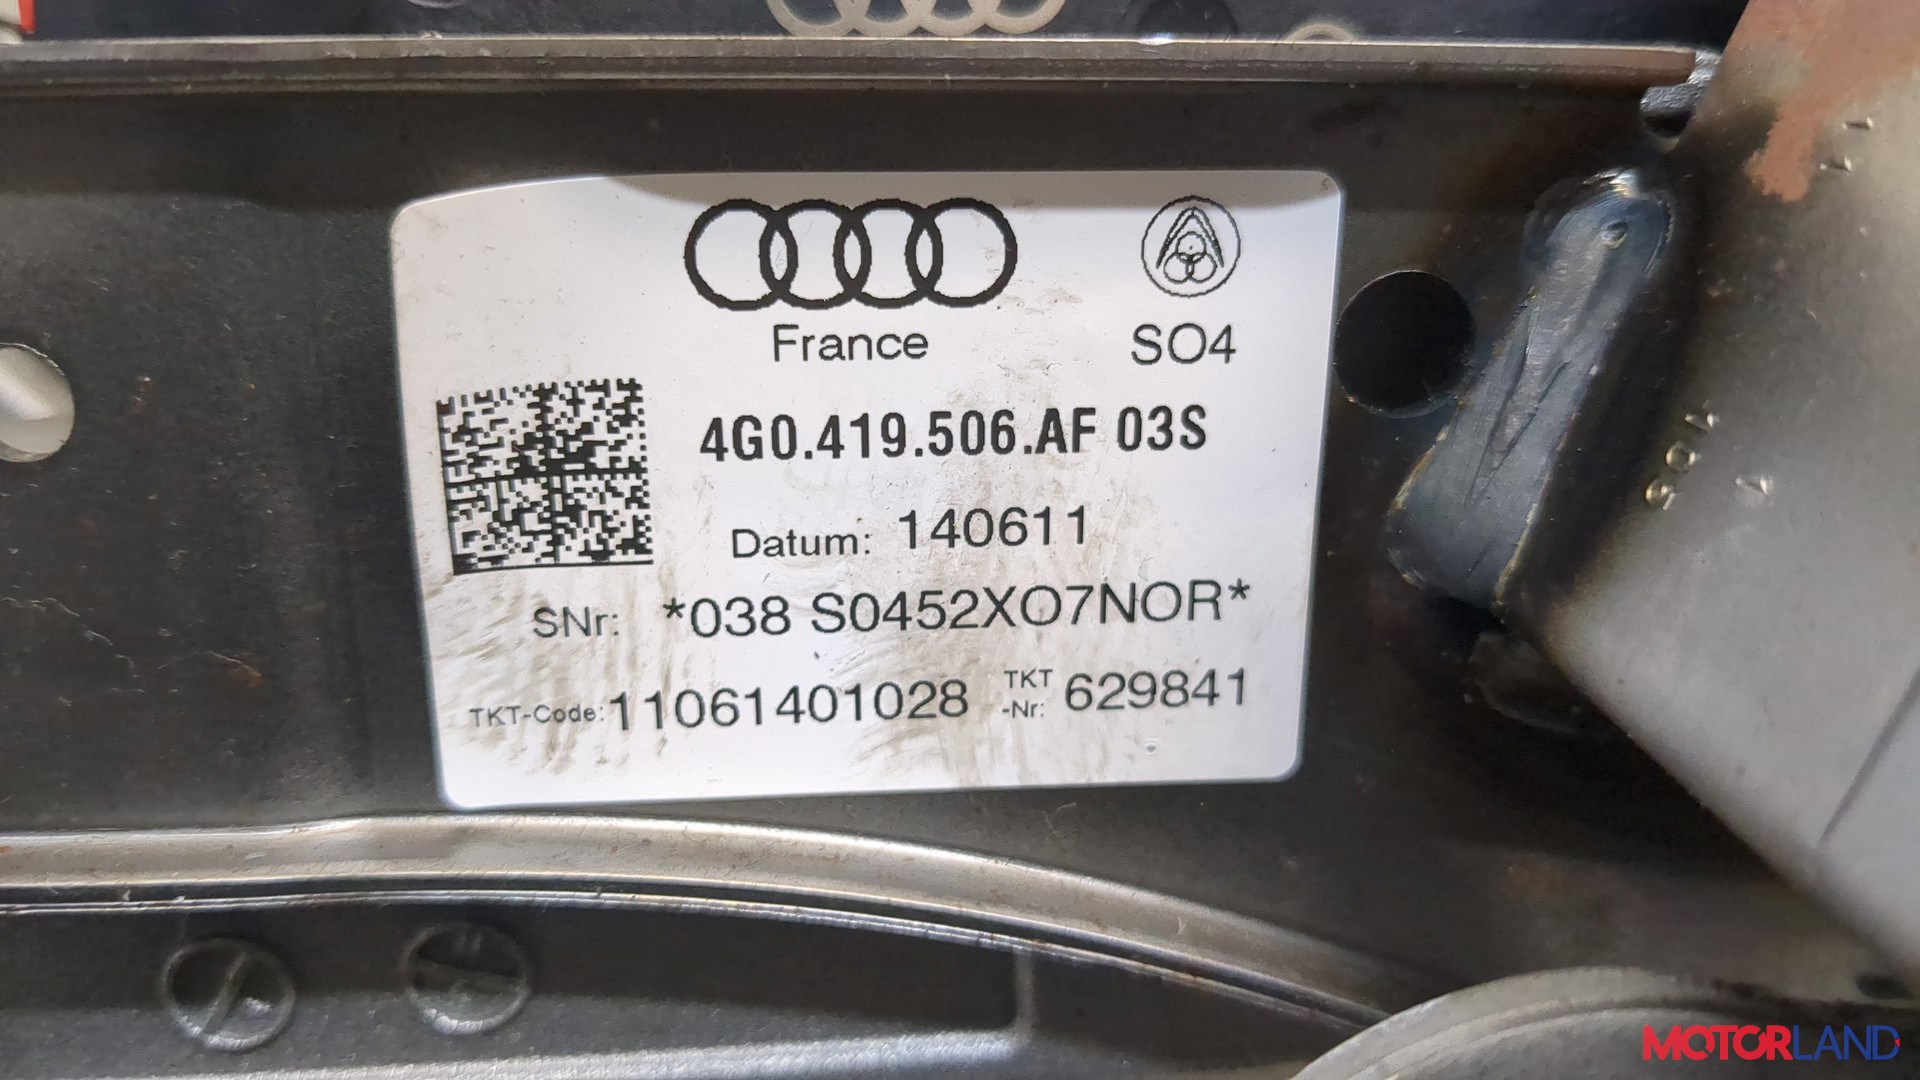 France
SO4
4G0.419.506.AF 03S
Datum: 140611
SNr: *038 S0452XO7NOR*
TKT-Code: 11061401028 TKT-Nr: 629841
MOTORLAND